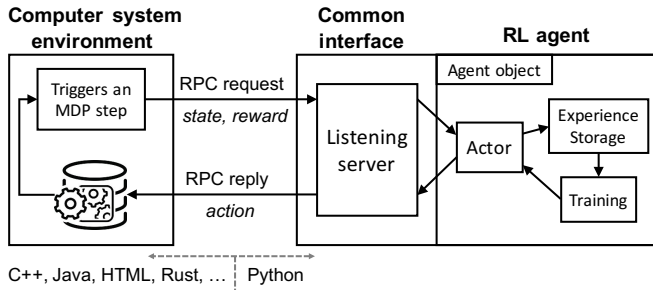 Computer system
environment
Common
interface
RL agent
Triggers an
MDP step
RPC request
state, reward
Listening
server
Agent object
Actor
Experience
Storage
Training
RPC reply
action
C++, Java, HTML, Rust, …
Python